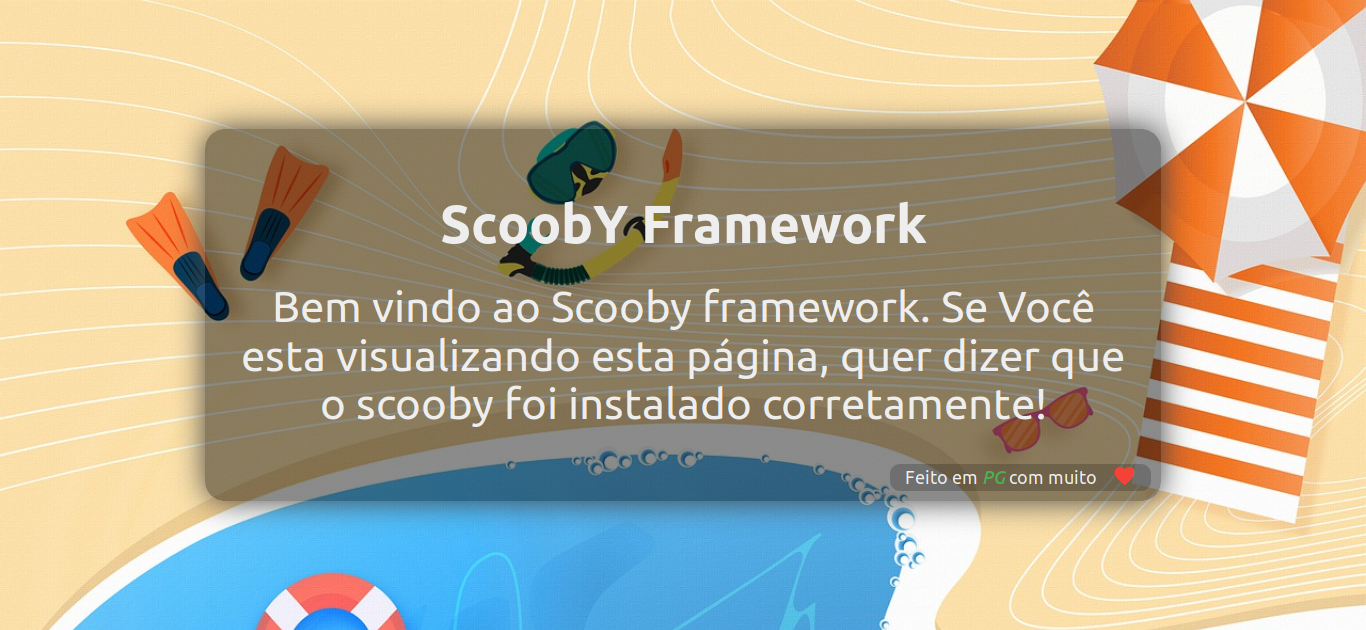 ScoobY Framework
Bem vindo ao Scooby framework. Se Você
esta visualizando esta página, quer dizer que
o scooby foi instalado corretamente!
Feito em PG com muito